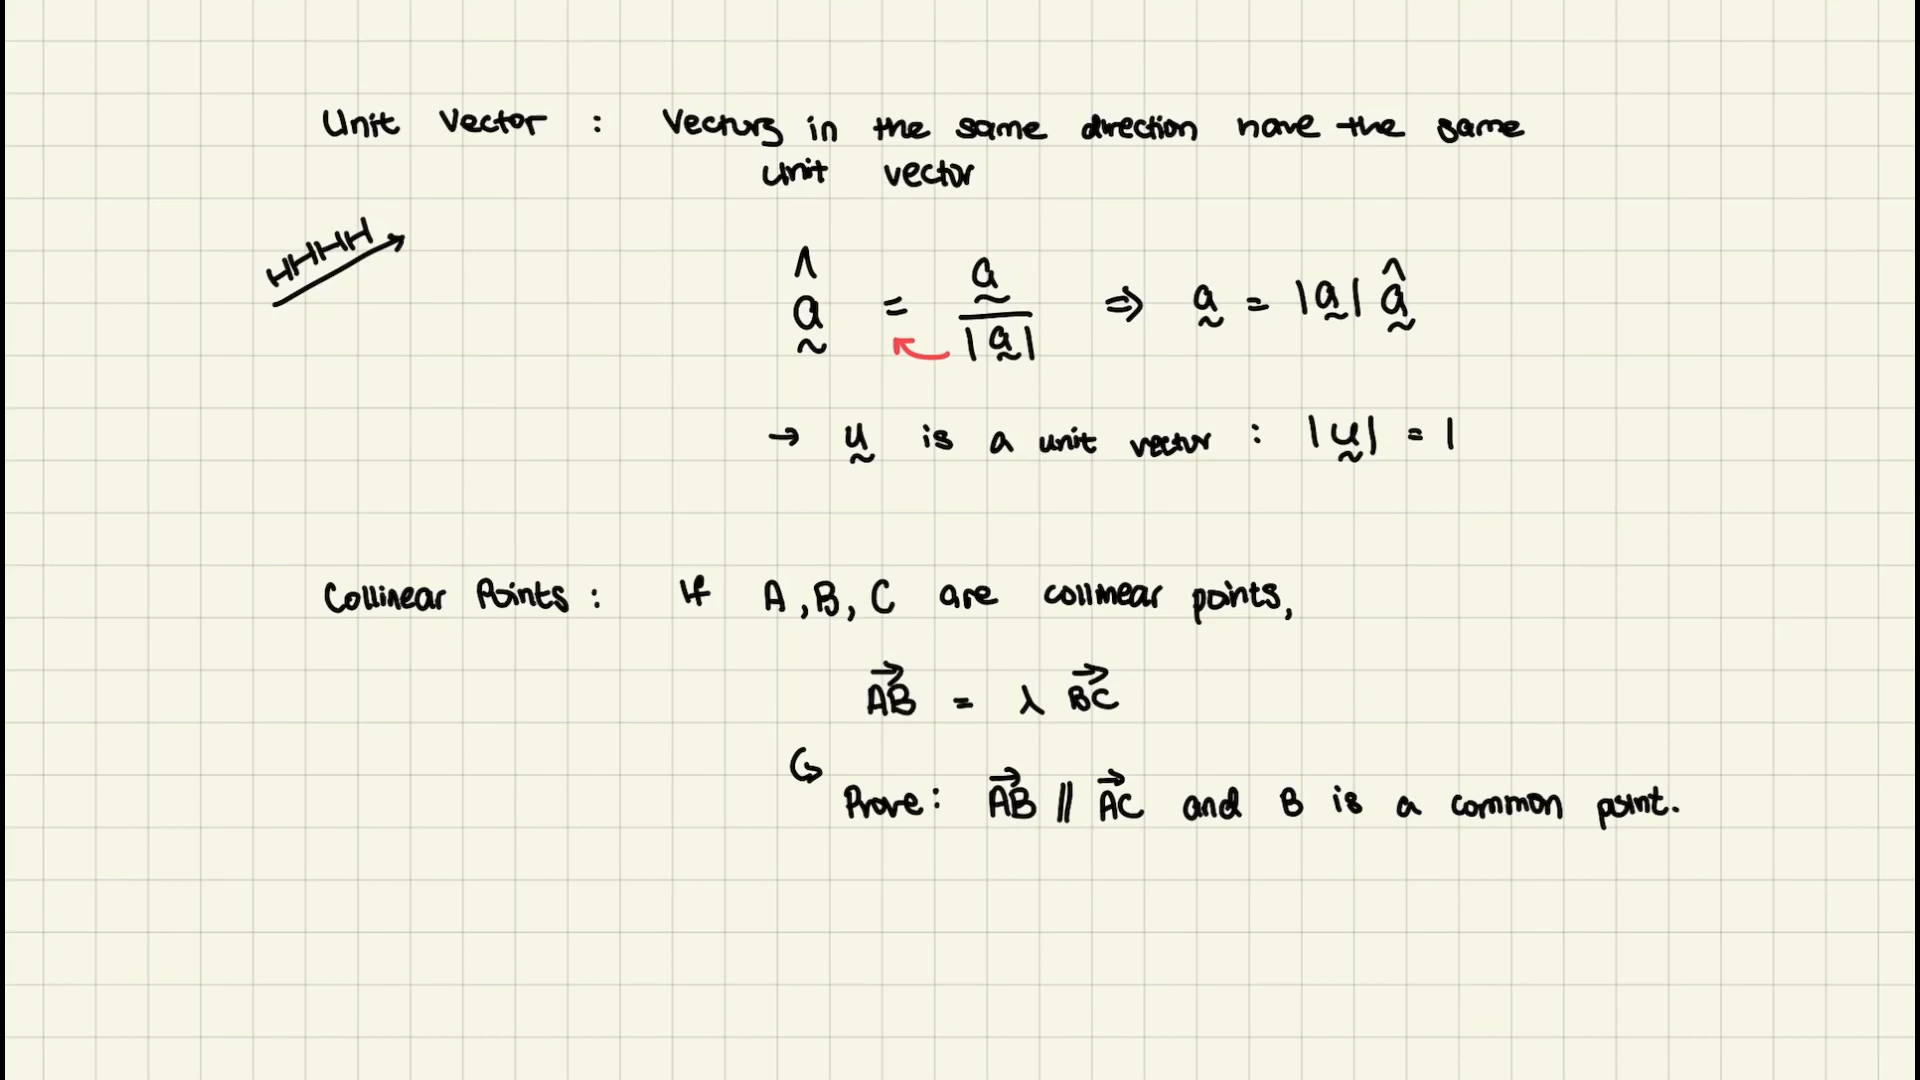 Unit Vector : Vectors in the same direction have the same
unit vector
â = a / |a| ⇒ a = |a| â
→ u is a unit vector : |u| = 1
Collinear Points : If A, B, C are collinear points,
AB⃗ = λ BC⃗
↪ Prove : AB⃗ // AC⃗ and B is a common point.